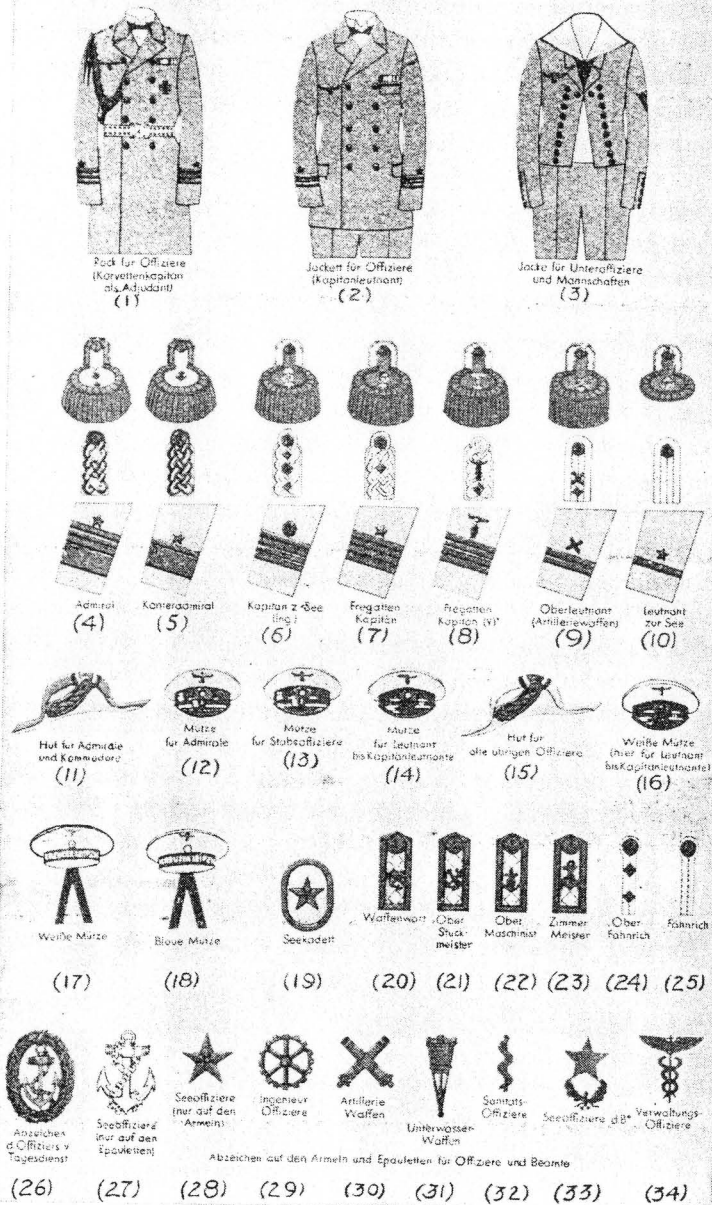 Rock für Offiziere
(Korvettenkapitän
als Adjudant)
(1)
Jackett für Offiziere
(Kapitänleutnant)
(2)
Jacke für Unteroffiziere
und Mannschaften
(3)
Admiral
(4)
Konteradmiral
(5)
Kapitän z See
(Ing)
(6)
Fregatten
Kapitän
(7)
Fregatten
Kapitän (V)*
(8)
Oberleutnant
(Artilleriewaffen)
(9)
Leutnant
zur See
(10)
Hut für Admirale
und Kommodore
(11)
Mütze
für Admirale
(12)
Mütze
für Stabsoffiziere
(13)
Mütze
für Leutnant
bis Kapitänleutnante
(14)
Hut für
alle übrigen Offiziere
(15)
Weiße Mütze
(hier für Leutnant
bis Kapitänleutnante)
(16)
Weiße Mütze
(17)
Blaue Mütze
(18)
Seekadett
(19)
Waffenwart
(20)
Ober
Stück-
meister
(21)
Ober
Maschinist
(22)
Zimmer
Meister
(23)
Ober
Fähnrich
(24)
Fähnrich
(25)
Abzeichen
d. Offiziers v
Tagesdienst
(26)
Seeoffiziere
(nur auf den
Epauletten)
(27)
Seeoffiziere
(nur auf den
Armeln)
(28)
Ingenieur
Offiziere
(29)
Artillerie
Waffen
(30)
Unterwasser-
Waffen
(31)
Sanitäts-
Offiziere
(32)
Seeoffiziere d B*
(33)
Verwaltungs-
Offiziere
(34)
Abzeichen auf den Armeln und Epauletten für Offiziere und Beamte